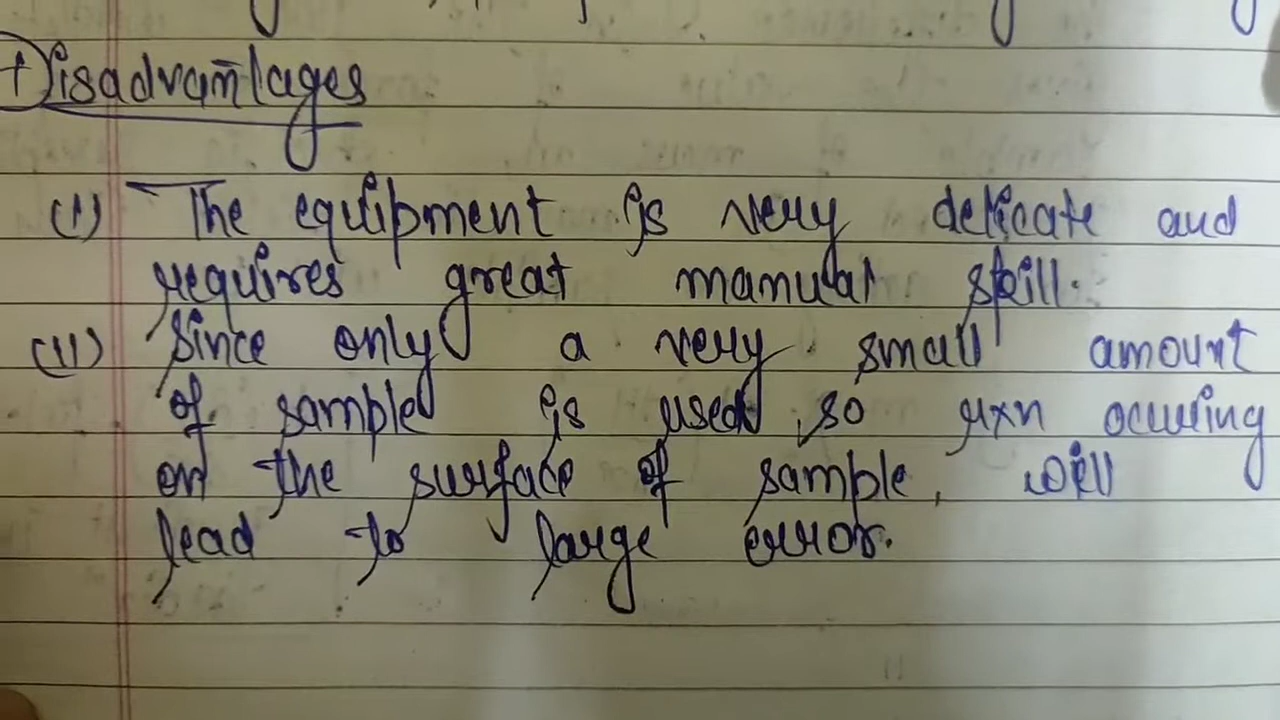 Disadvantages
(i) The equipment is very delicate and
requires great manual skill.
(ii) Since only a very small amount
of sample is used, so rxn occuring
on the surface of sample, will
lead to large error.